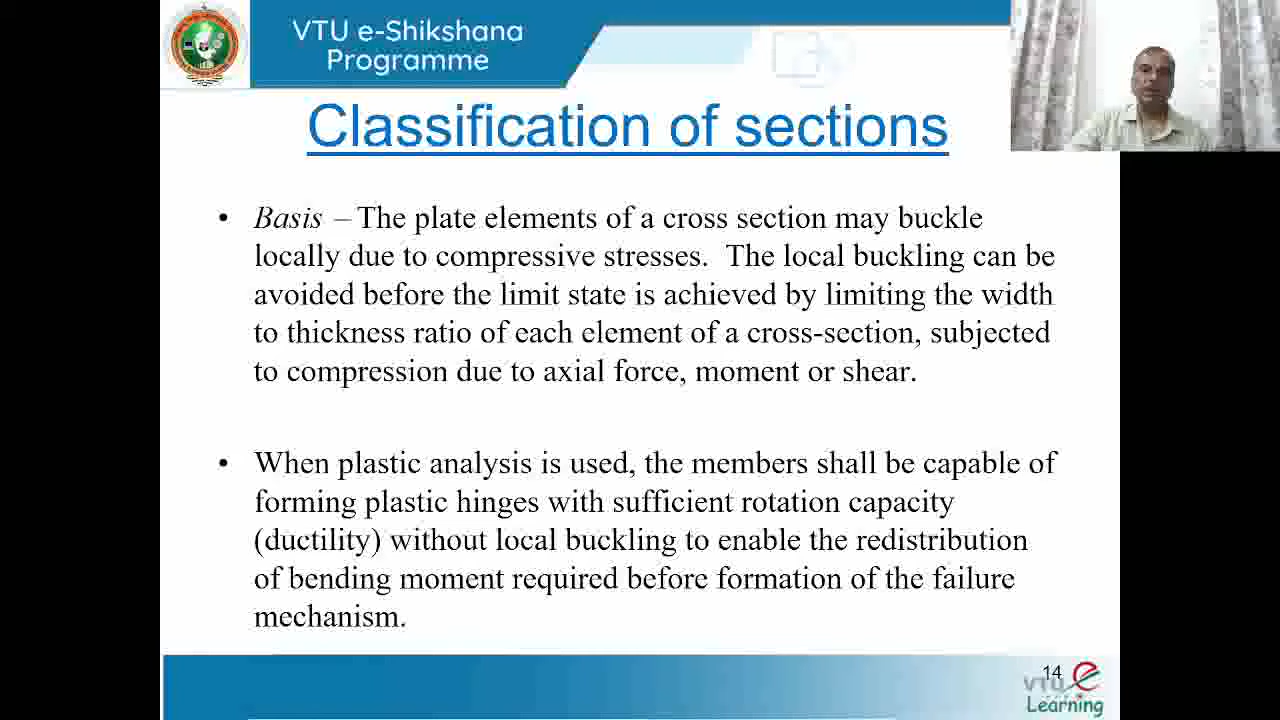 VTU e-Shikshana
Programme
Classification of sections
• Basis – The plate elements of a cross section may buckle
locally due to compressive stresses. The local buckling can be
avoided before the limit state is achieved by limiting the width
to thickness ratio of each element of a cross-section, subjected
to compression due to axial force, moment or shear.
• When plastic analysis is used, the members shall be capable of
forming plastic hinges with sufficient rotation capacity
(ductility) without local buckling to enable the redistribution
of bending moment required before formation of the failure
mechanism.
14
VTU e
Learning